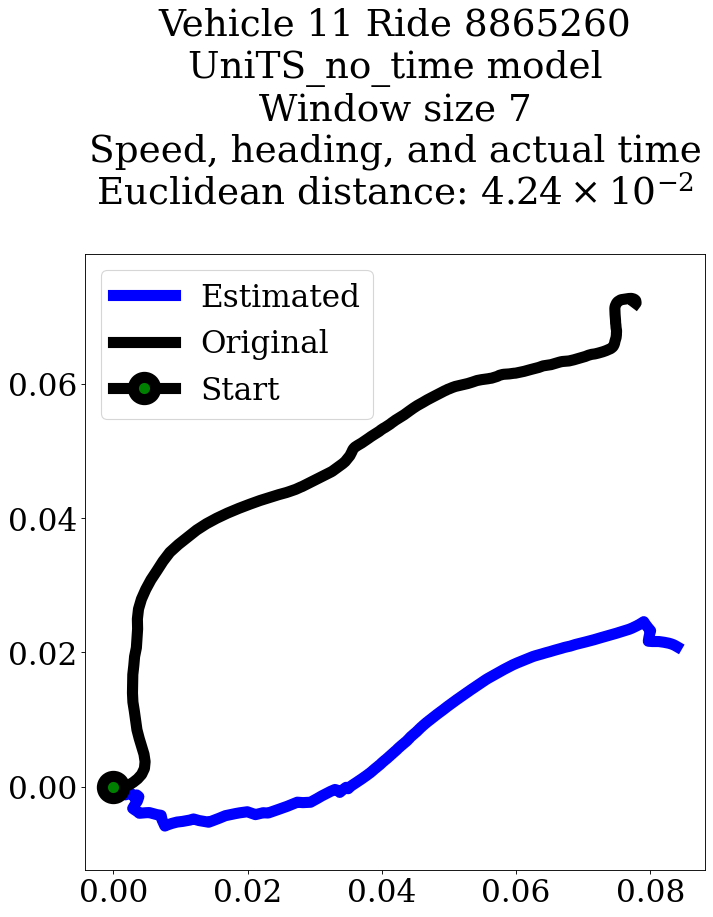 Vehicle 11 Ride 8865260
UniTS_no_time model
Window size 7
Speed, heading, and actual time
Euclidean distance: 4.24 × 10⁻²
Estimated
Original
Start
0.06
0.04
0.02
0.00
0.00 0.02 0.04 0.06 0.08